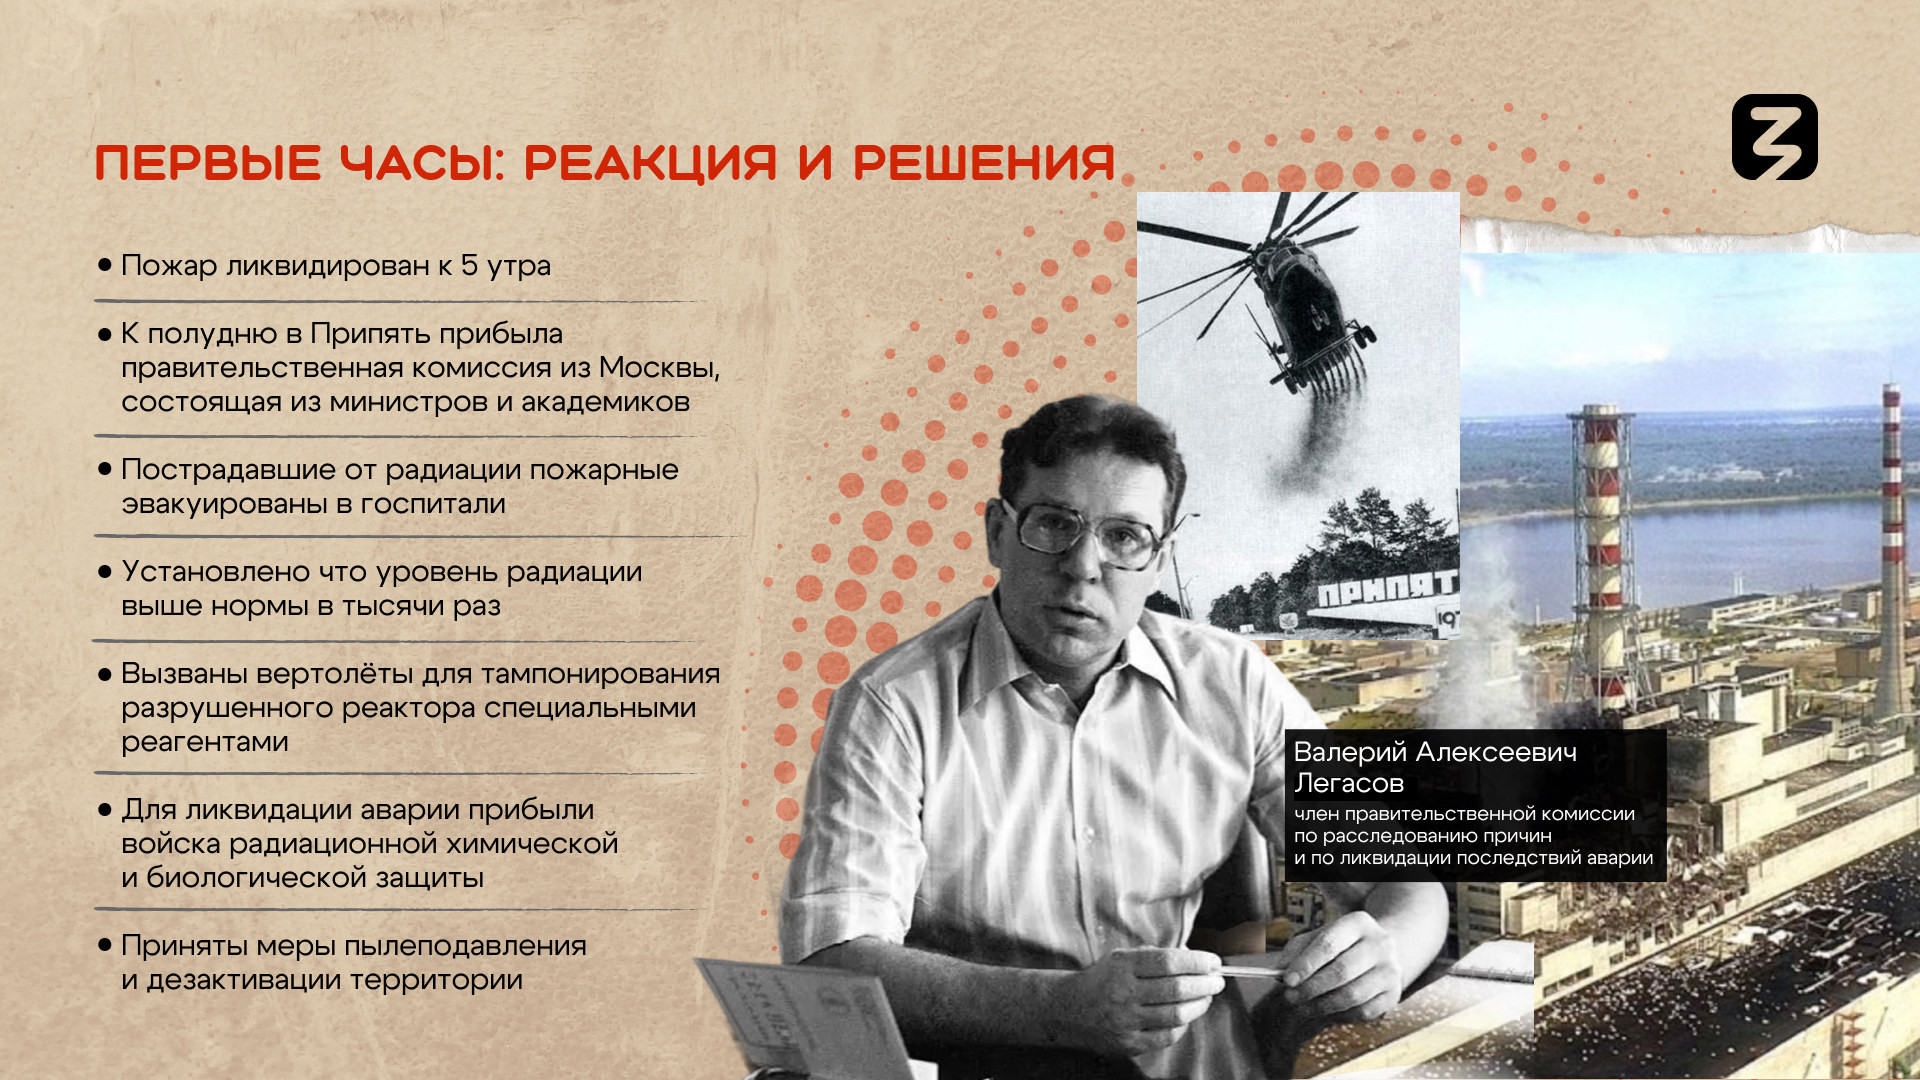 ПЕРВЫЕ ЧАСЫ: РЕАКЦИЯ И РЕШЕНИЯ
• Пожар ликвидирован к 5 утра
• К полудню в Припять прибыла
правительственная комиссия из Москвы,
состоящая из министров и академиков
• Пострадавшие от радиации пожарные
эвакуированы в госпитали
• Установлено что уровень радиации
выше нормы в тысячи раз
• Вызваны вертолёты для тампонирования
разрушенного реактора специальными
реагентами
• Для ликвидации аварии прибыли
войска радиационной химической
и биологической защиты
• Приняты меры пылеподавления
и дезактивации территории
ПРИПЯТ
197
Валерий Алексеевич
Легасов
член правительственной комиссии
по расследованию причин
и по ликвидации последствий аварии